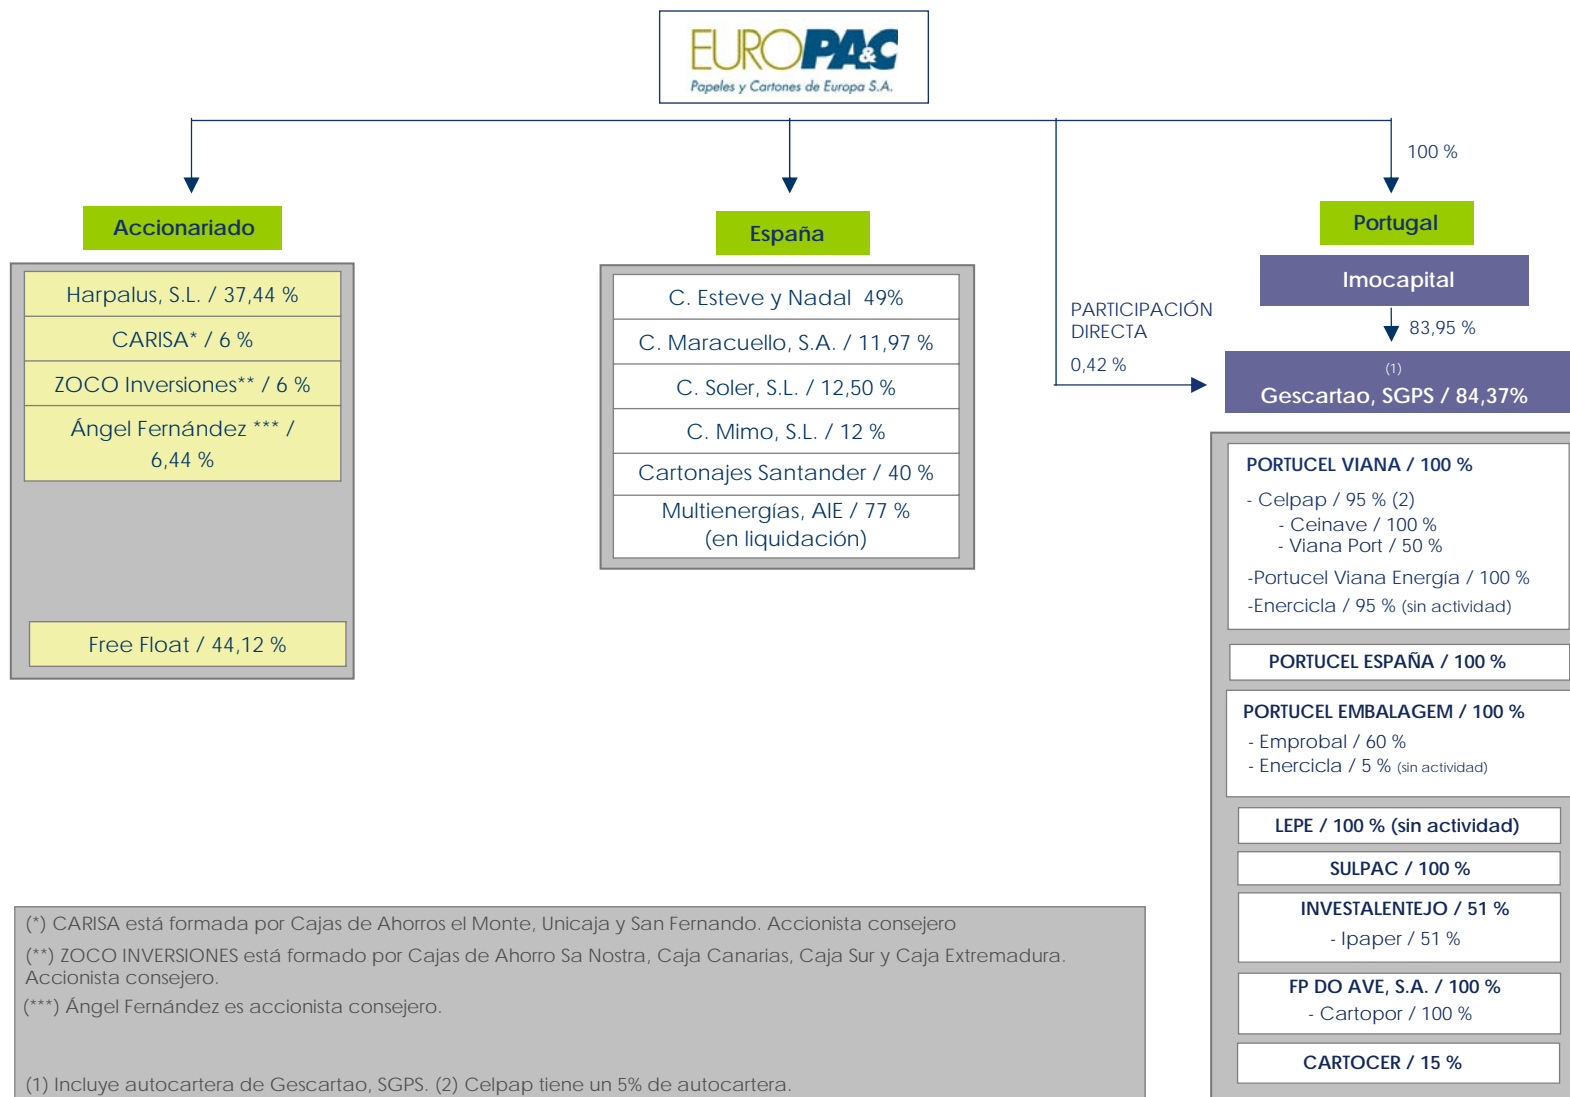 EUROPA&C
Papeles y Cartones de Europa S.A.
100 %
Accionariado
Harpalus, S.L. / 37,44 %
CARISA* / 6 %
ZOCO Inversiones** / 6 %
Ángel Fernández *** /
6,44 %
Free Float / 44,12 %
España
C. Esteve y Nadal 49%
C. Maracuello, S.A. / 11,97 %
C. Soler, S.L. / 12,50 %
C. Mimo, S.L. / 12 %
Cartonajes Santander / 40 %
Multienergías, AIE / 77 %
(en liquidación)
PARTICIPACIÓN
DIRECTA
0,42 %
Portugal
Imocapital
83,95 %
(1)
Gescartao, SGPS / 84,37%
PORTUCEL VIANA / 100 %
- Celpap / 95 % (2)
- Ceinave / 100 %
- Viana Port / 50 %
-Portucel Viana Energía / 100 %
-Enercicla / 95 % (sin actividad)
PORTUCEL ESPAÑA / 100 %
PORTUCEL EMBALAGEM / 100 %
- Emprobal / 60 %
- Enercicla / 5 % (sin actividad)
LEPE / 100 % (sin actividad)
SULPAC / 100 %
INVESTALENTEJO / 51 %
- Ipaper / 51 %
FP DO AVE, S.A. / 100 %
- Cartopor / 100 %
CARTOCER / 15 %
(*) CARISA está formada por Cajas de Ahorros el Monte, Unicaja y San Fernando. Accionista consejero
(**) ZOCO INVERSIONES está formado por Cajas de Ahorro Sa Nostra, Caja Canarias, Caja Sur y Caja Extremadura.
Accionista consejero.
(***) Ángel Fernández es accionista consejero.
(1) Incluye autocartera de Gescartao, SGPS. (2) Celpap tiene un 5% de autocartera.